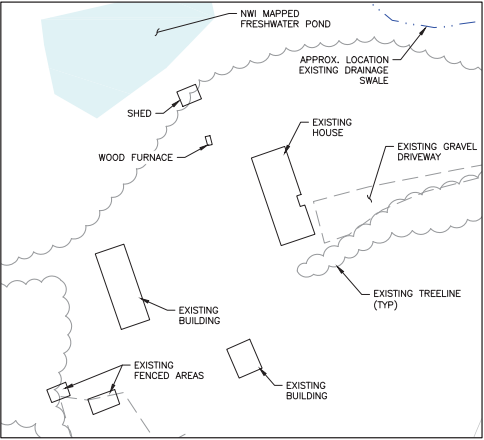 NWI MAPPED
FRESHWATER POND
APPROX. LOCATION
EXISTING DRAINAGE
SWALE
SHED
EXISTING
HOUSE
WOOD FURNACE
EXISTING GRAVEL
DRIVEWAY
EXISTING TREELINE
(TYP)
EXISTING
BUILDING
EXISTING
FENCED AREAS
EXISTING
BUILDING